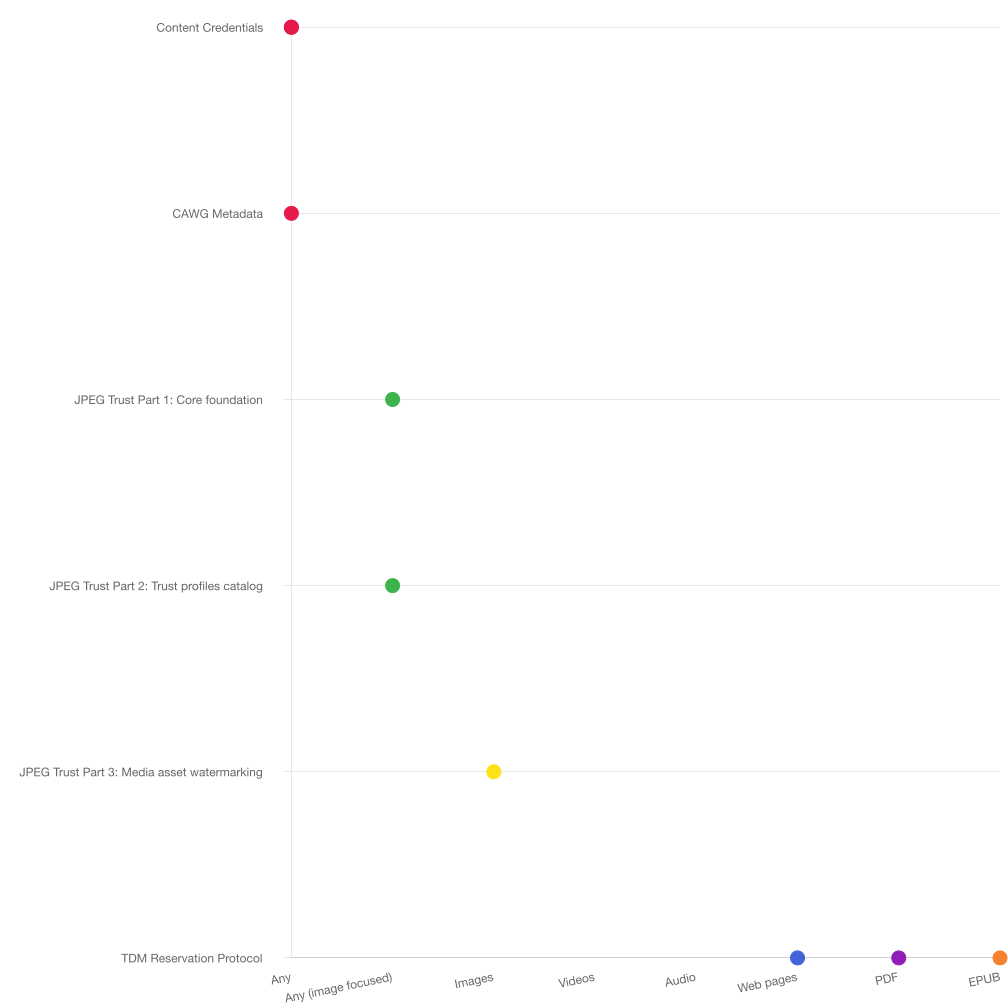 Content Credentials
CAWG Metadata
JPEG Trust Part 1: Core foundation
JPEG Trust Part 2: Trust profiles catalog
JPEG Trust Part 3: Media asset watermarking
TDM Reservation Protocol
Any
Any (image focused)
Images
Videos
Audio
Web pages
PDF
EPUB